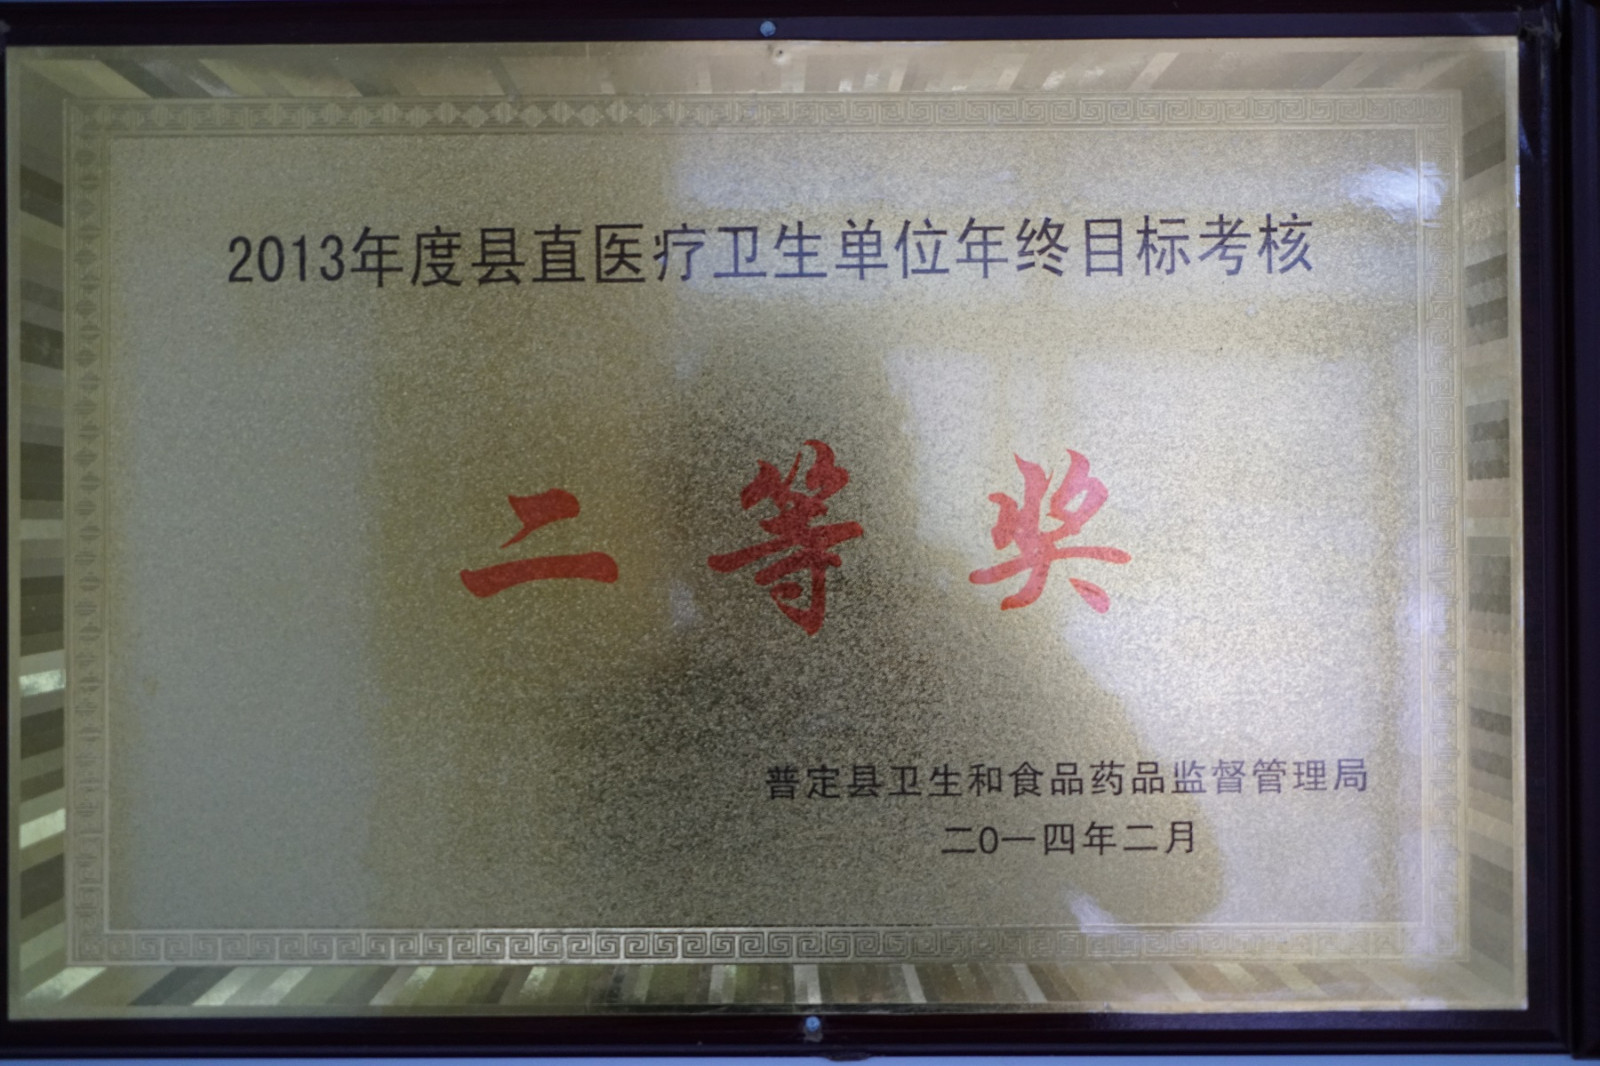 2013年度县直医疗卫生单位年终目标考核
二等奖
普定县卫生和食品药品监督管理局
二0一四年二月